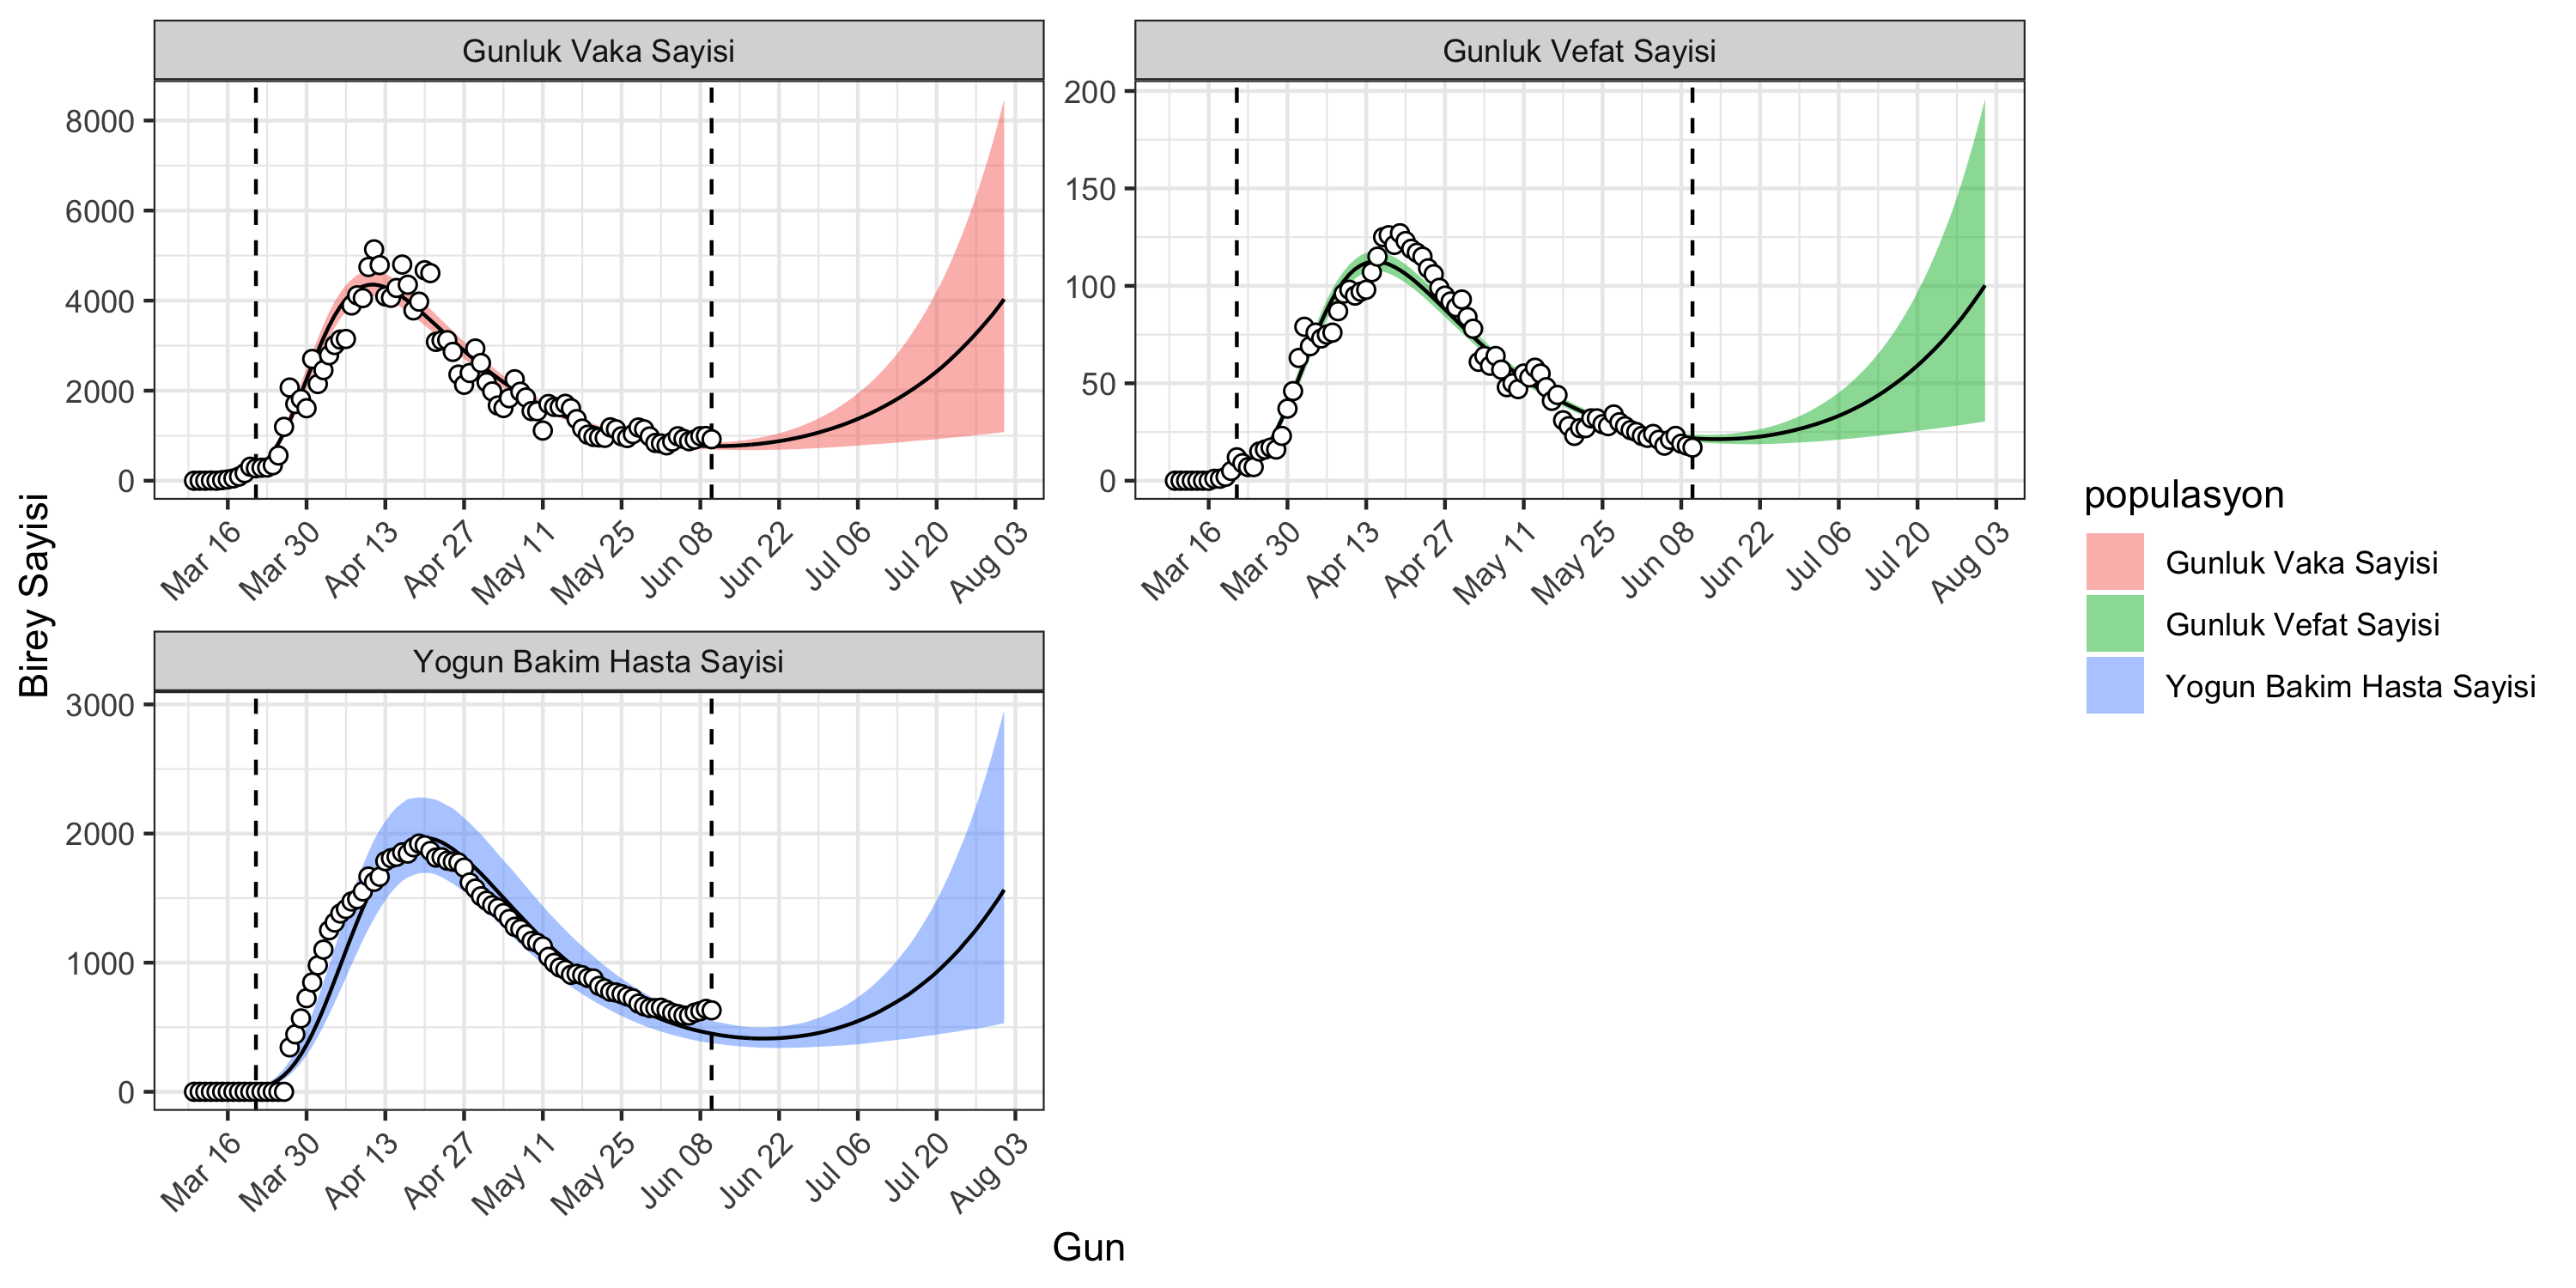 Gunluk Vaka Sayisi
Gunluk Vefat Sayisi
8000
6000
4000
2000
0
200
150
100
50
0
Mar 16
Mar 30
Apr 13
Apr 27
May 11
May 25
Jun 08
Jun 22
Jul 06
Jul 20
Aug 03
Mar 16
Mar 30
Apr 13
Apr 27
May 11
May 25
Jun 08
Jun 22
Jul 06
Jul 20
Aug 03
Birey Sayisi
Yogun Bakim Hasta Sayisi
3000
2000
1000
0
Mar 16
Mar 30
Apr 13
Apr 27
May 11
May 25
Jun 08
Jun 22
Jul 06
Jul 20
Aug 03
Gun
populasyon
Gunluk Vaka Sayisi
Gunluk Vefat Sayisi
Yogun Bakim Hasta Sayisi